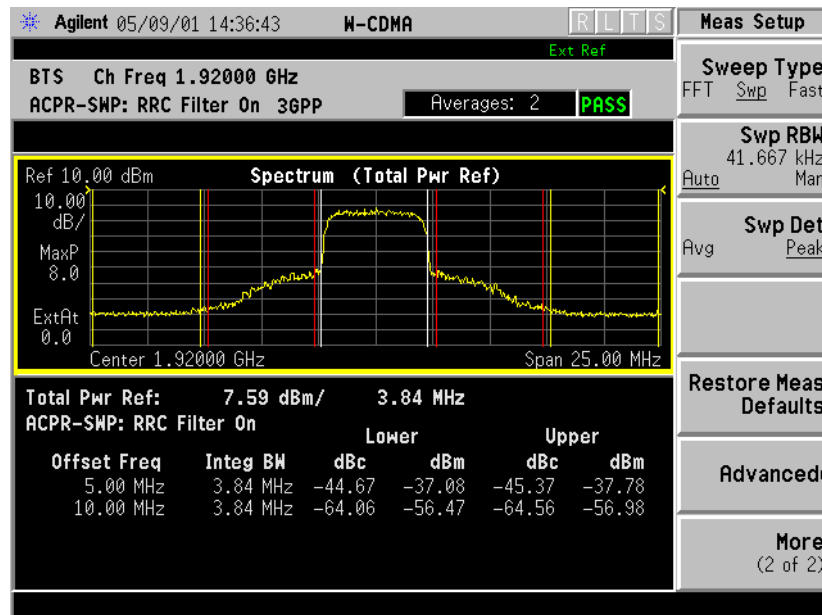 Agilent 05/09/01 14:36:43 W-CDMA R L T S Meas Setup
Ext Ref
BTS Ch Freq 1.92000 GHz
ACPR-SWP: RRC Filter On 3GPP Averages: 2 PASS
Ref 10.00 dBm Spectrum (Total Pwr Ref)
10.00
dB/
MaxP
8.0
ExtAt
0.0
Center 1.92000 GHz Span 25.00 MHz
Total Pwr Ref: 7.59 dBm/ 3.84 MHz
ACPR-SWP: RRC Filter On
Lower Upper
Offset Freq Integ BW dBc dBm dBc dBm
5.00 MHz 3.84 MHz -44.67 -37.08 -45.37 -37.78
10.00 MHz 3.84 MHz -64.06 -56.47 -64.56 -56.98
Sweep Type
FFT Swp Fast
Swp RBW
41.667 kHz
Auto Man
Swp Det
Avg Peak
Restore Meas
Defaults
Advanced
More
(2 of 2)